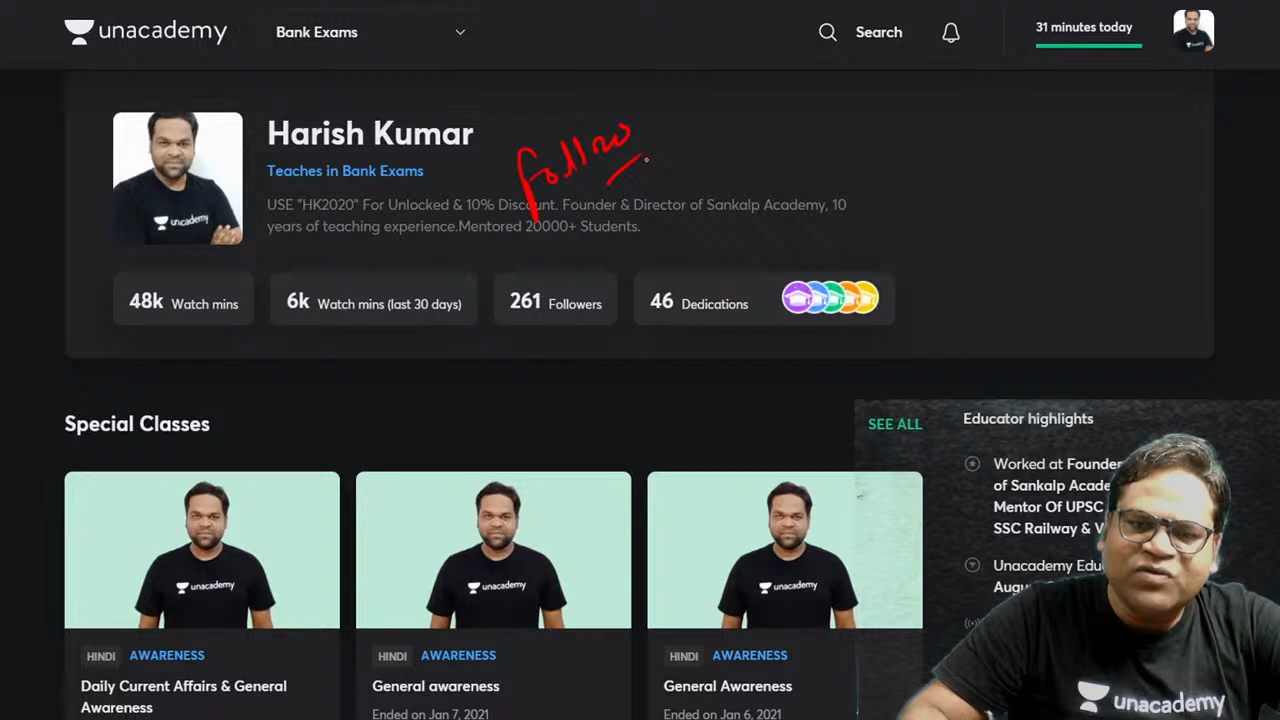 unacademy
Bank Exams
Search
31 minutes today
Harish Kumar
Follow
Teaches in Bank Exams
USE "HK2020" For Unlocked & 10% Discount. Founder & Director of Sankalp Academy, 10
years of teaching experience.Mentored 20000+ Students.
unacademy
48k Watch mins
6k Watch mins (last 30 days)
261 Followers
46 Dedications
Special Classes
SEE ALL
Educator highlights
Worked at Founder
of Sankalp Acade
Mentor Of UPSC
SSC Railway & V
Unacademy Edu
Augu
unacademy
unacademy
unacademy
HINDI AWARENESS
Daily Current Affairs & General
Awareness
HINDI AWARENESS
General awareness
Ended on Jan 7, 2021
HINDI AWARENESS
General Awareness
Ended on Jan 6, 2021
unacademy